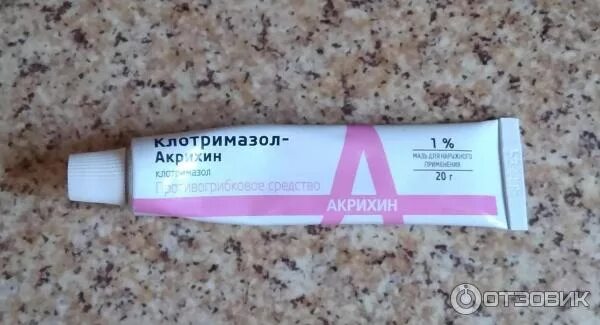 Клотримазол-
Акрихин
клотримазол
Противогрибковое средство
1 %
МАЗЬ ДЛЯ НАРУЖНОГО
ПРИМЕНЕНИЯ
20 г
АКРИХИН
ОТЗОВИК